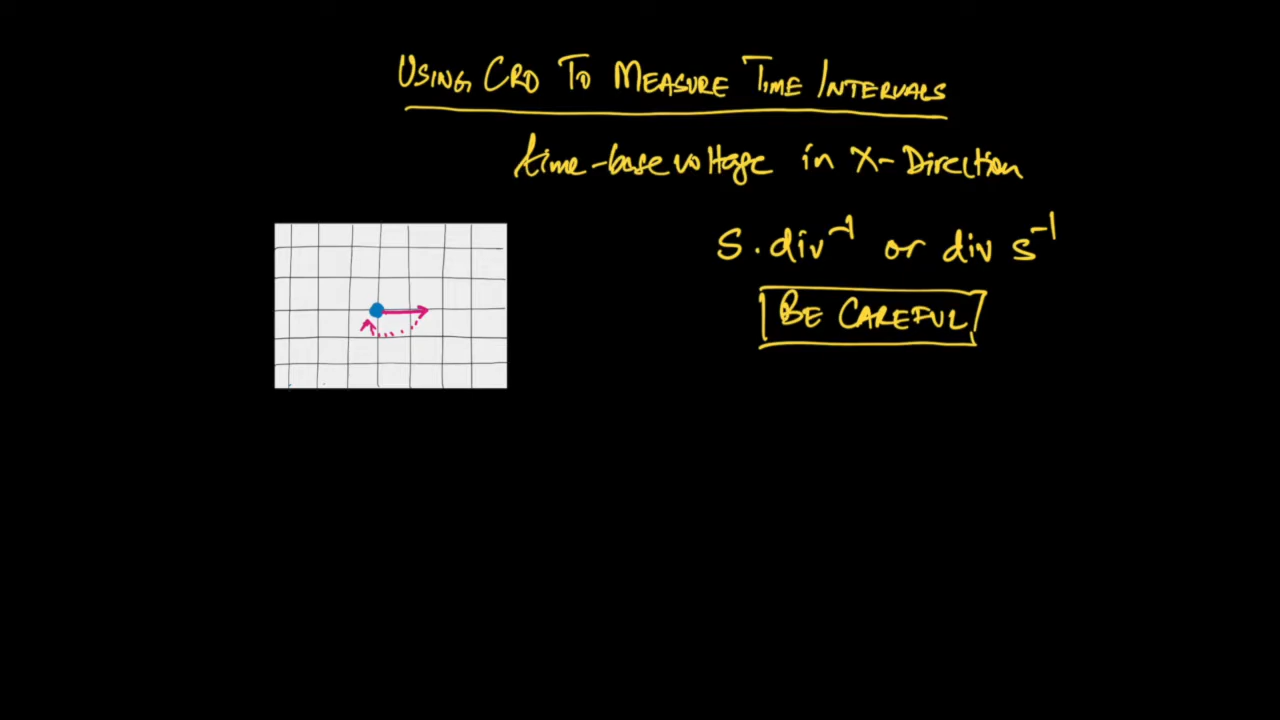 USING CRO TO MEASURE TIME INTERVALS
time-base voltage in X-Direction
s.div⁻¹ or div s⁻¹
BE CAREFUL